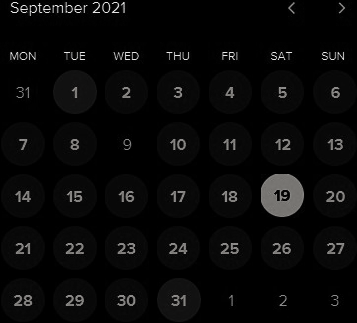 September 2021
MON TUE WED THU FRI SAT SUN
31 1 2 3 4 5 6
7 8 9 10 11 12 13
14 15 16 17 18 19 20
21 22 23 24 25 26 27
28 29 30 31 1 2 3